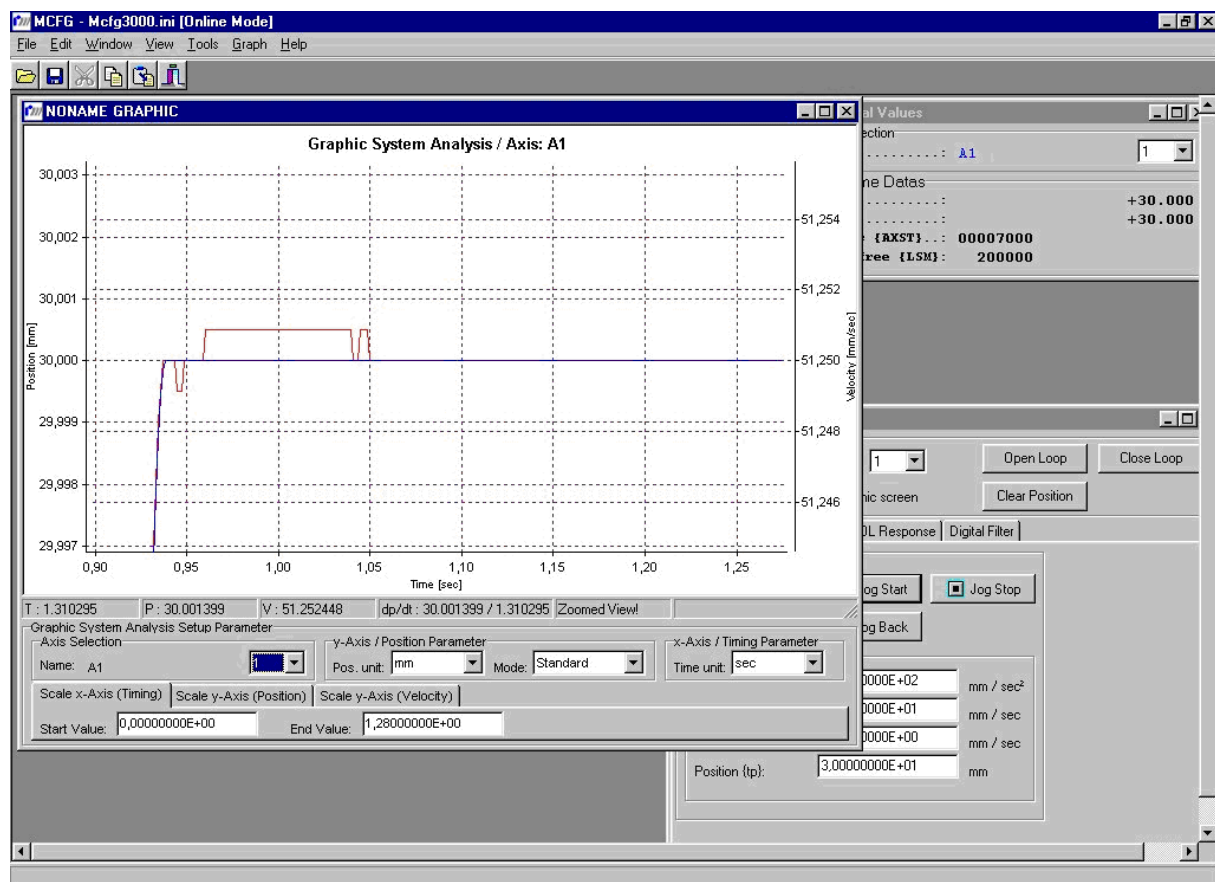 MCFG - Mcfg3000.ini [Online Mode]
File Edit Window View Tools Graph Help
NONAME GRAPHIC
Graphic System Analysis / Axis: A1
30,003
30,002
30,001
30,000
29,999
29,998
29,997
Position [mm]
51,254
51,252
51,250
51,248
51,246
Velocity [mm/sec]
0,90 0,95 1,00 1,05 1,10 1,15 1,20 1,25
Time [sec]
T : 1.310295 P : 30.001399 V : 51.252448 dp/dt : 30.001399 / 1.310295 Zoomed View!
Graphic System Analysis Setup Parameter
Axis Selection y-Axis / Position Parameter x-Axis / Timing Parameter
Name: A1 1 Pos. unit: mm Mode: Standard Time unit: sec
Scale x-Axis (Timing) Scale y-Axis (Position) Scale y-Axis (Velocity)
Start Value: 0,00000000E+00 End Value: 1,28000000E+00
al Values
ection
.........: A1 1
me Datas
.........: +30.000
.........: +30.000
{AXST}..: 00007000
ree {LSM}: 200000
1 Open Loop Close Loop
ic screen Clear Position
DL Response Digital Filter
og Start Jog Stop
og Back
0000E+02 mm / sec²
0000E+01 mm / sec
0000E+00 mm / sec
Position {tp}: 3,00000000E+01 mm